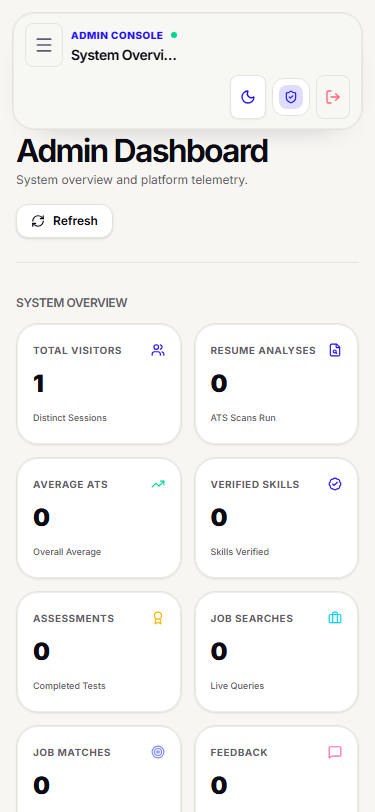 ADMIN CONSOLE
System Overvi...
Admin Dashboard
System overview and platform telemetry.
Refresh
SYSTEM OVERVIEW
TOTAL VISITORS
1
Distinct Sessions
RESUME ANALYSES
0
ATS Scans Run
AVERAGE ATS
0
Overall Average
VERIFIED SKILLS
0
Skills Verified
ASSESSMENTS
0
Completed Tests
JOB SEARCHES
0
Live Queries
JOB MATCHES
0
FEEDBACK
0